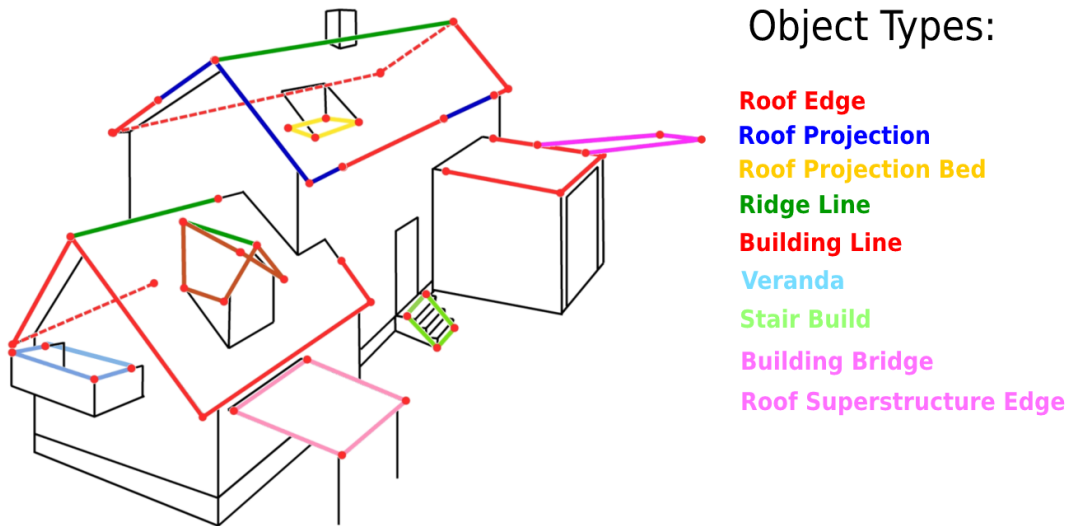 Object Types:
Roof Edge
Roof Projection
Roof Projection Bed
Ridge Line
Building Line
Veranda
Stair Build
Building Bridge
Roof Superstructure Edge